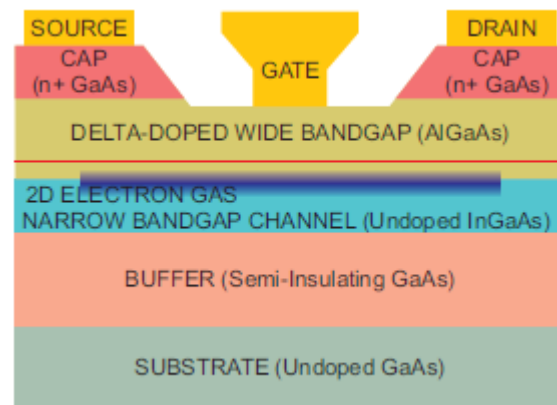 SOURCE
DRAIN
GATE
CAP
(n+ GaAs)
CAP
(n+ GaAs)
DELTA-DOPED WIDE BANDGAP (AlGaAs)
2D ELECTRON GAS
NARROW BANDGAP CHANNEL (Undoped InGaAs)
BUFFER (Semi-Insulating GaAs)
SUBSTRATE (Undoped GaAs)